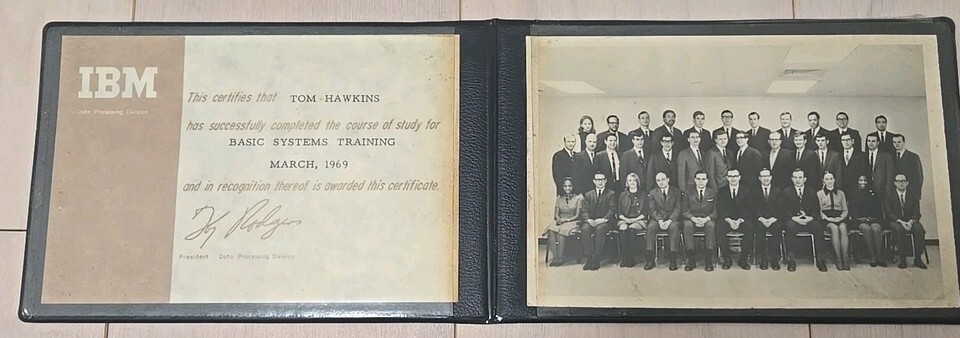 IBM
Data Processing Division
This certifies that TOM HAWKINS
has successfully completed the course of study for
BASIC SYSTEMS TRAINING
MARCH, 1969
and in recognition thereof is awarded this certificate.
Rodgers
President Data Processing Division